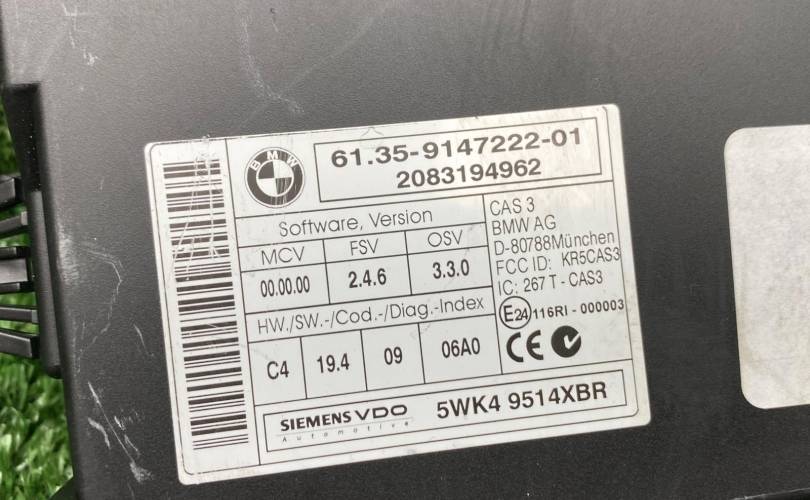 BMW
61.35-9147222-01
2083194962
Software, Version
MCV FSV OSV
00.00.00 2.4.6 3.3.0
HW./SW.-/Cod.-/Diag.-Index
C4 19.4 09 06A0
CAS 3
BMW AG
D-80788München
FCC ID: KR5CAS3
IC: 267 T - CAS3
E24 116RI - 000003
CE
SIEMENS VDO
Automotive
5WK4 9514XBR